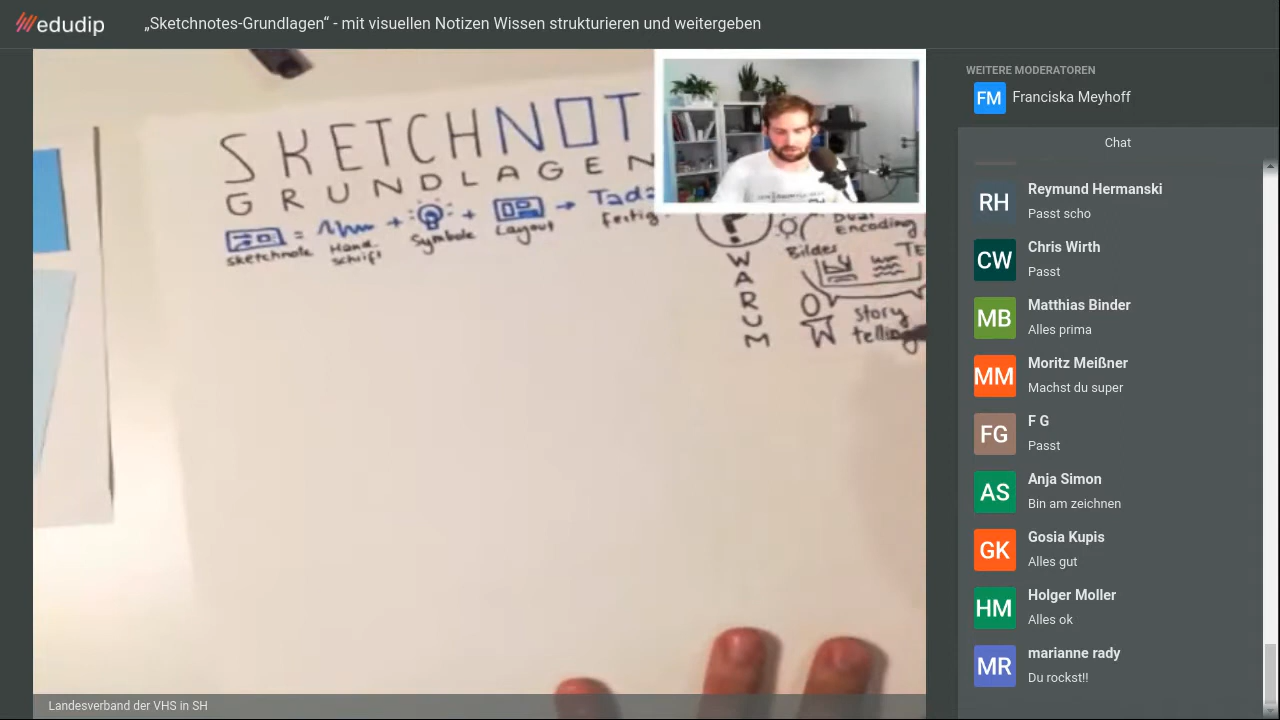 edudip
„Sketchnotes-Grundlagen“ - mit visuellen Notizen Wissen strukturieren und weitergeben
SKETCHNOT
GRUNDLAGEN
= + + → Tada
sketchnote Hand schrift Symbole Layout fertig
?
WARUM
Dual
Encoding
Bildes TE
story
telling
Landesverband der VHS in SH
WEITERE MODERATOREN
FM Franciska Meyhoff
Chat
RH Reymund Hermanski
Passt scho
CW Chris Wirth
Passt
MB Matthias Binder
Alles prima
MM Moritz Meißner
Machst du super
FG F G
Passt
AS Anja Simon
Bin am zeichnen
GK Gosia Kupis
Alles gut
HM Holger Moller
Alles ok
MR marianne rady
Du rockst!!